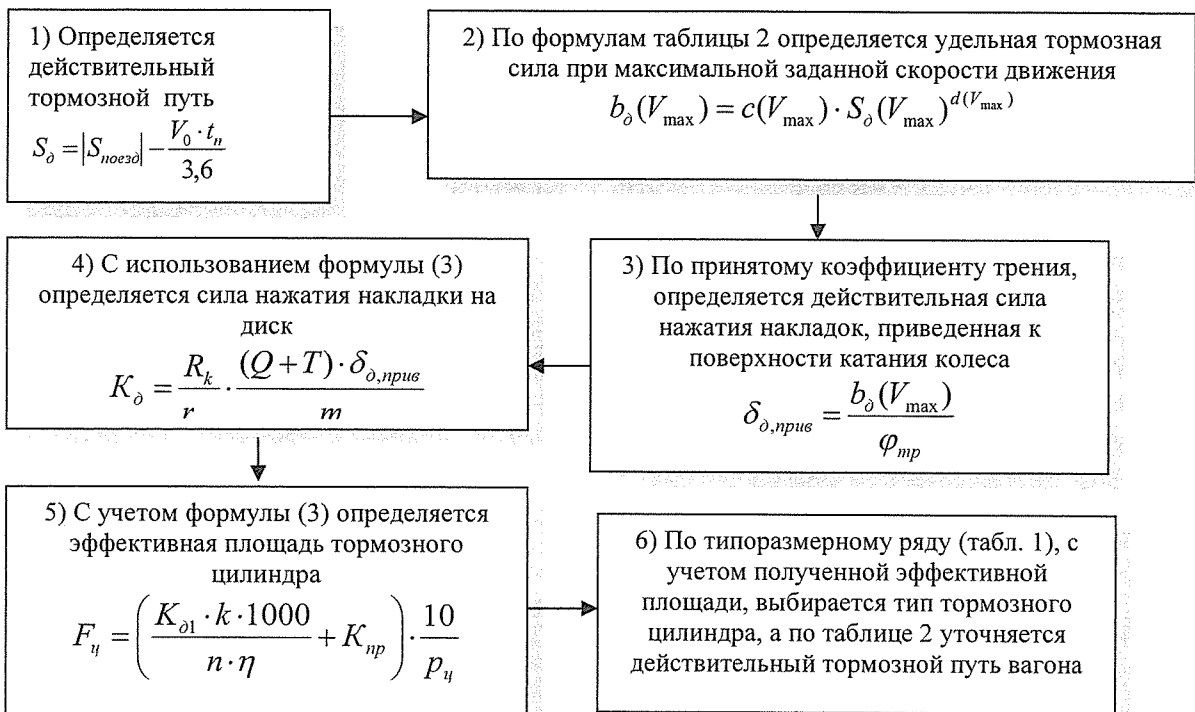 1) Определяется
действительный
тормозной путь
S_д = |S_поезд| − (V_0 · t_п) / 3,6
2) По формулам таблицы 2 определяется удельная тормозная
сила при максимальной заданной скорости движения
b_д(V_max) = c(V_max) · S_д(V_max)^d(V_max)
3) По принятому коэффициенту трения,
определяется действительная сила
нажатия накладок, приведенная к
поверхности катания колеса
δ_д,прив = b_д(V_max) / φ_тр
4) С использованием формулы (3)
определяется сила нажатия накладки на
диск
K_д = R_k / r · (Q + T) · δ_д,прив / m
5) С учетом формулы (3) определяется
эффективная площадь тормозного
цилиндра
F_ц = (K_д1 · k · 1000 / (n · η) + K_пр) · 10 / p_ц
6) По типоразмерному ряду (табл. 1), с
учетом полученной эффективной
площади, выбирается тип тормозного
цилиндра, а по таблице 2 уточняется
действительный тормозной путь вагона